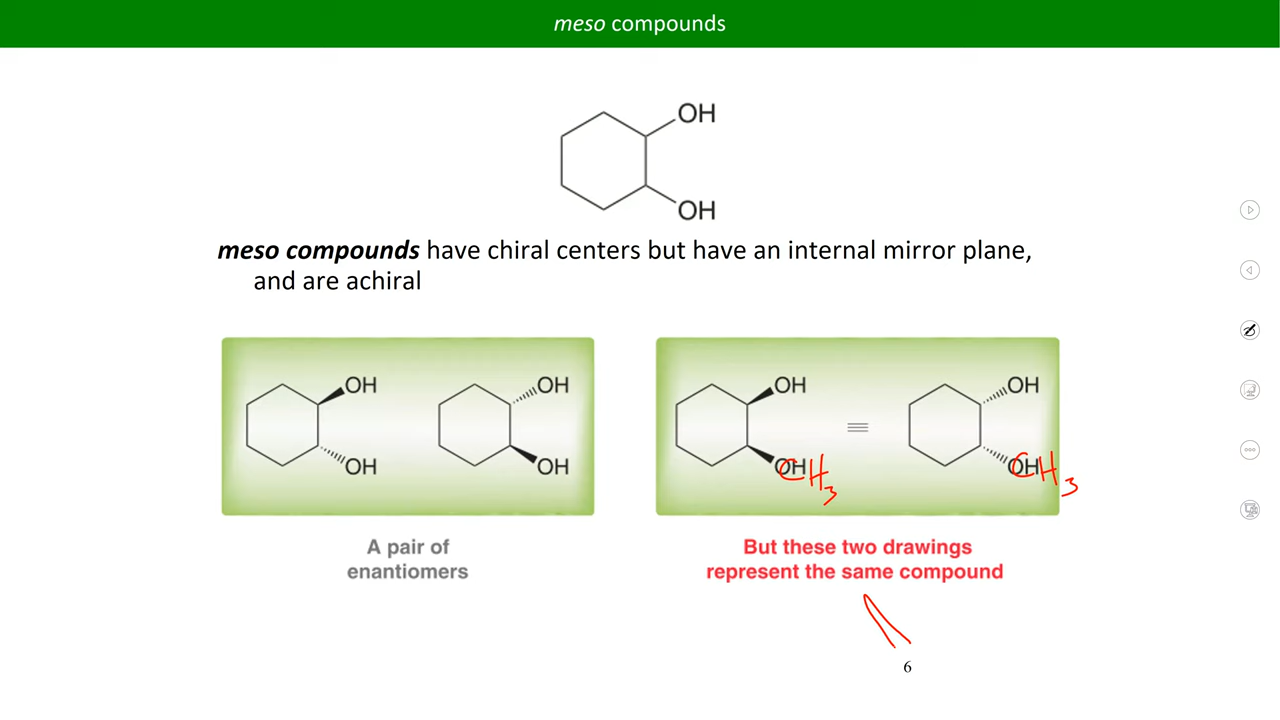 meso compounds
OH
OH
meso compounds have chiral centers but have an internal mirror plane,
and are achiral
OH OH OH OH
OH OH OH OH
CH3 CH3
A pair of But these two drawings
enantiomers represent the same compound
6